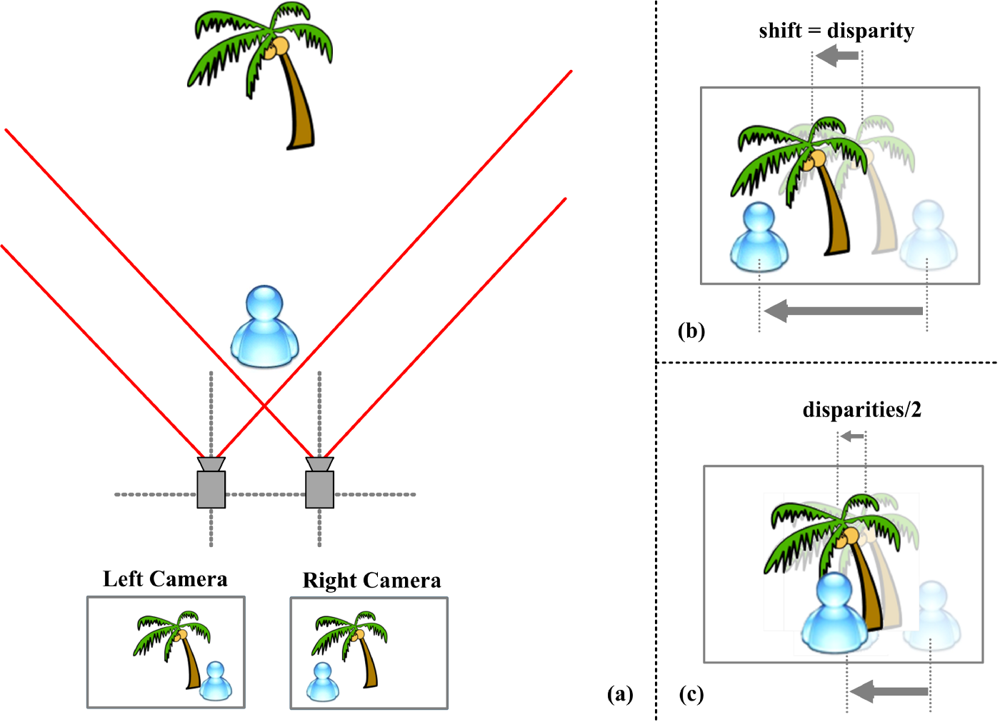 Left Camera
Right Camera
(a)
shift = disparity
(b)
disparities/2
(c)